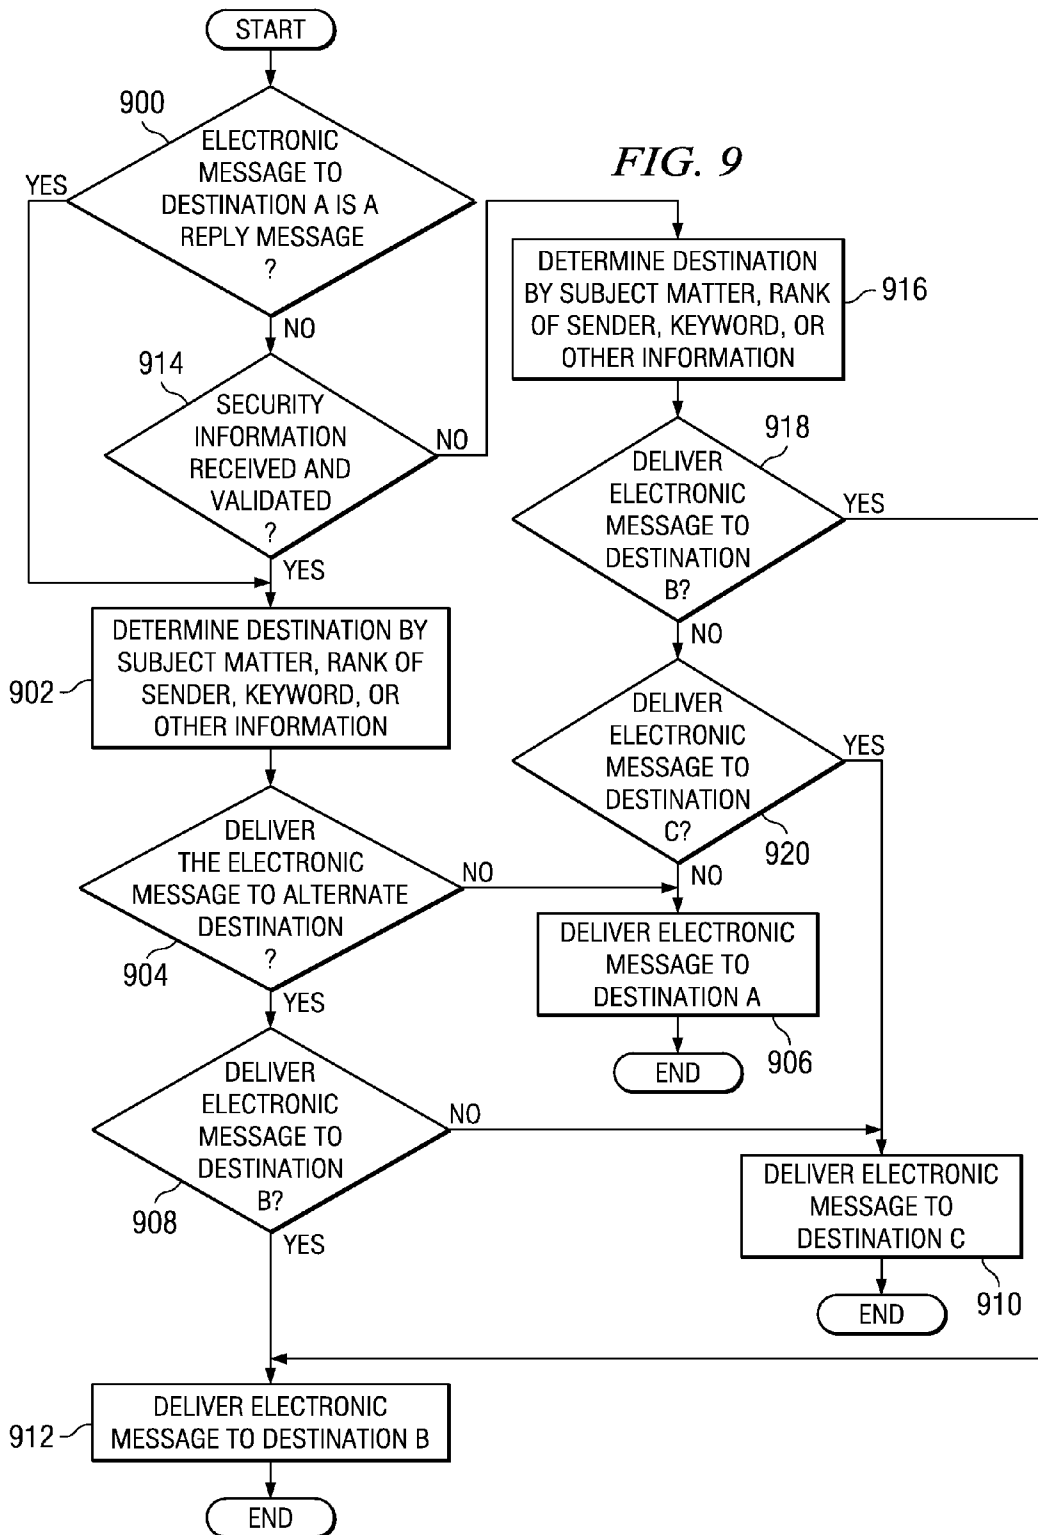 START
900
ELECTRONIC
MESSAGE TO
DESTINATION A IS A
REPLY MESSAGE
?
YES
NO
FIG. 9
914
SECURITY
INFORMATION
RECEIVED AND
VALIDATED
?
NO
YES
DETERMINE DESTINATION
BY SUBJECT MATTER, RANK
OF SENDER, KEYWORD, OR
OTHER INFORMATION
916
918
DELIVER
ELECTRONIC
MESSAGE TO
DESTINATION
B?
YES
NO
902
DETERMINE DESTINATION BY
SUBJECT MATTER, RANK OF
SENDER, KEYWORD, OR
OTHER INFORMATION
DELIVER
ELECTRONIC
MESSAGE TO
DESTINATION
C?
YES
920
NO
DELIVER
THE ELECTRONIC
MESSAGE TO ALTERNATE
DESTINATION
?
NO
904
YES
DELIVER ELECTRONIC
MESSAGE TO
DESTINATION A
906
END
DELIVER
ELECTRONIC
MESSAGE TO
DESTINATION
B?
NO
908
YES
DELIVER ELECTRONIC
MESSAGE TO
DESTINATION C
910
END
912
DELIVER ELECTRONIC
MESSAGE TO DESTINATION B
END